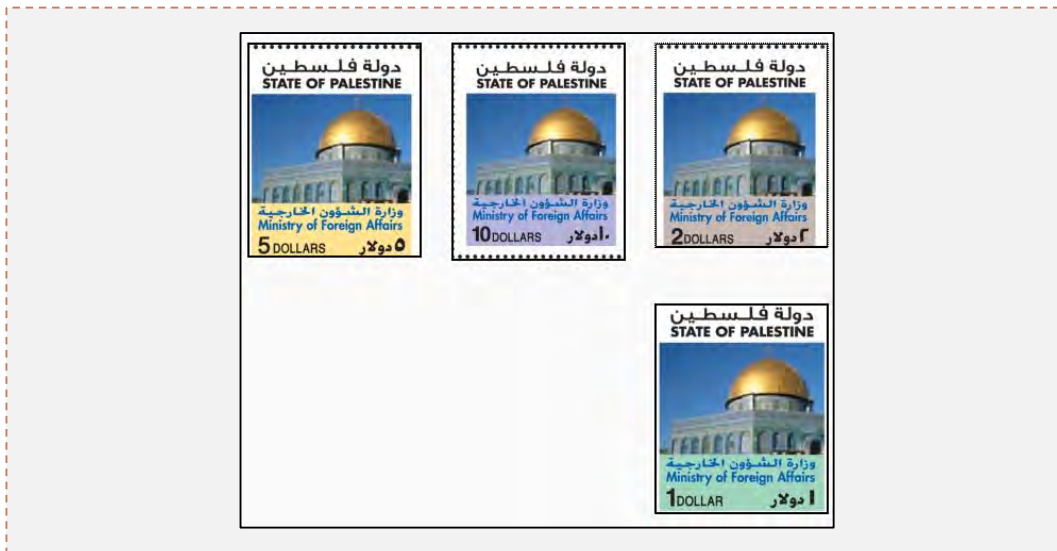 دولة فلسطين
STATE OF PALESTINE
وزارة الشؤون الخارجية
Ministry of Foreign Affairs
5 DOLLARS ٥ دولار
دولة فلسطين
STATE OF PALESTINE
وزارة الشؤون الخارجية
Ministry of Foreign Affairs
10 DOLLARS ١٠ دولار
دولة فلسطين
STATE OF PALESTINE
وزارة الشؤون الخارجية
Ministry of Foreign Affairs
2 DOLLARS ٢ دولار
دولة فلسطين
STATE OF PALESTINE
وزارة الشؤون الخارجية
Ministry of Foreign Affairs
1 DOLLAR ١ دولار